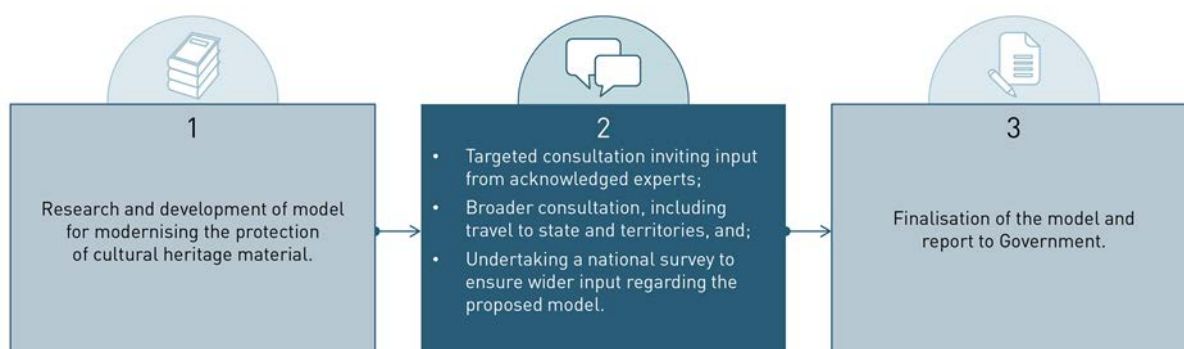 1
Research and development of model
for modernising the protection
of cultural heritage material.
2
• Targeted consultation inviting input
from acknowledged experts;
• Broader consultation, including
travel to state and territories, and;
• Undertaking a national survey to
ensure wider input regarding the
proposed model.
3
Finalisation of the model and
report to Government.